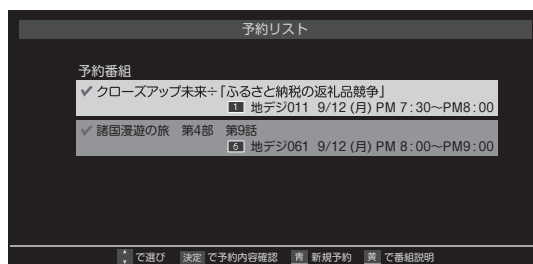 予約リスト
予約番組
✔ クローズアップ未来÷「ふるさと納税の返礼品競争」
1 地デジ011 9/12 (月) PM 7:30～PM8:00
✔ 諸国漫遊の旅 第4部 第9話
6 地デジ061 9/12 (月) PM 8:00～PM9:00
で選び 決定 で予約内容確認 青 新規予約 黄 で番組説明